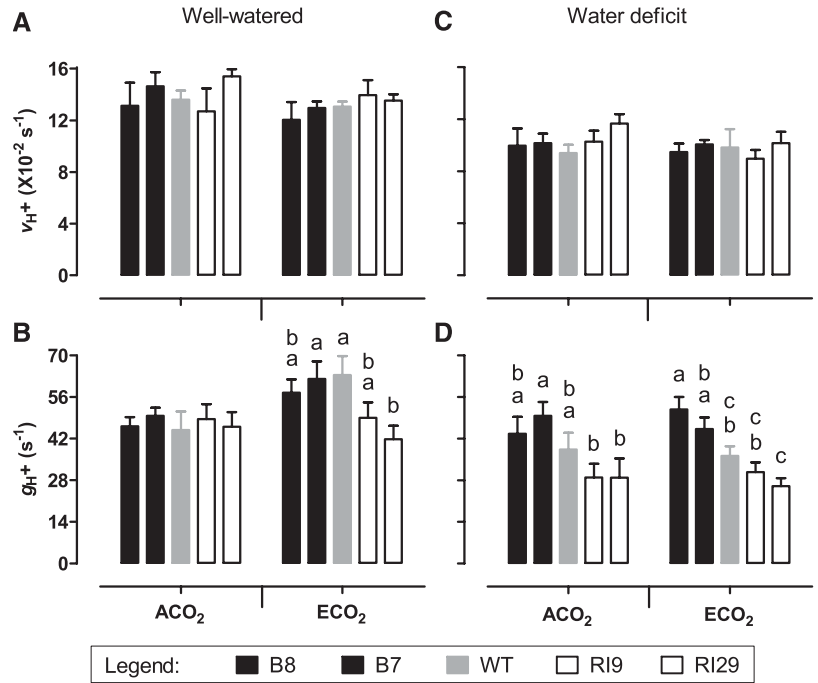 A Well-watered C Water deficit
16
12
8
4
0
vH+ (X10-2 s-1)
B D
70
56
42
28
14
0
gH+ (s-1)
b a a a b a b
b a a b a b b
a b a c b c b c
ACO2 ECO2 ACO2 ECO2
Legend: B8 B7 WT RI9 RI29